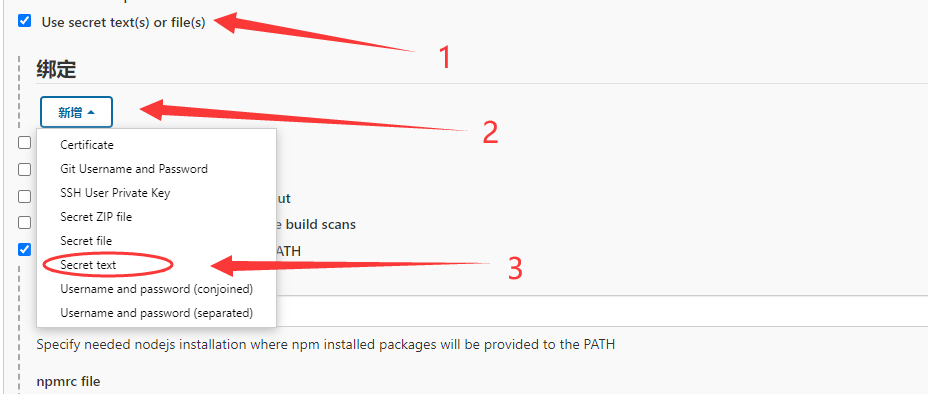 Use secret text(s) or file(s)
1
绑定
新增
2
Certificate
Git Username and Password
SSH User Private Key
ut
Secret ZIP file
e build scans
Secret file
PATH
Secret text
3
Username and password (conjoined)
Username and password (separated)
Specify needed nodejs installation where npm installed packages will be provided to the PATH
npmrc file